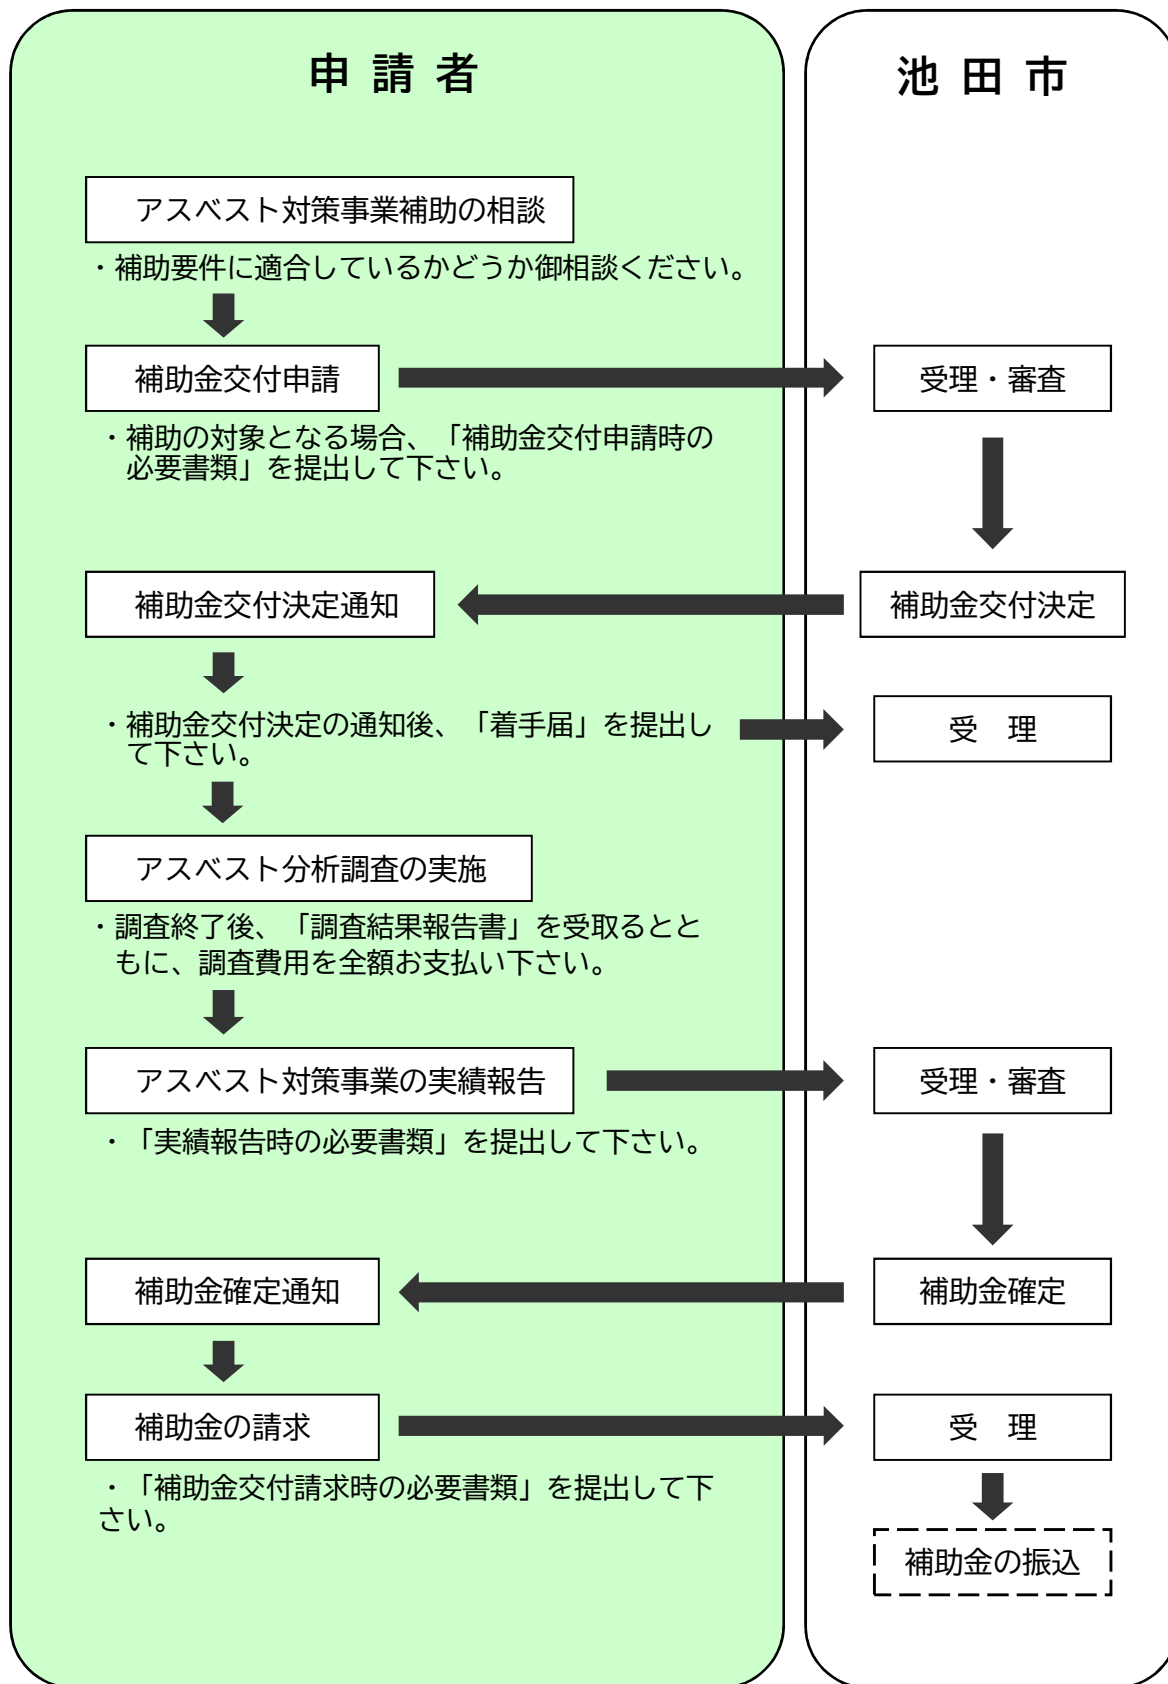 申請者
池田市
アスベスト対策事業補助の相談
・補助要件に適合しているかどうか御相談ください。
補助金交付申請
受理・審査
・補助の対象となる場合、「補助金交付申請時の
必要書類」を提出して下さい。
補助金交付決定通知
補助金交付決定
・補助金交付決定の通知後、「着手届」を提出し
て下さい。
受　理
アスベスト分析調査の実施
・調査終了後、「調査結果報告書」を受取るとと
もに、調査費用を全額お支払い下さい。
アスベスト対策事業の実績報告
受理・審査
・「実績報告時の必要書類」を提出して下さい。
補助金確定通知
補助金確定
補助金の請求
受　理
・「補助金交付請求時の必要書類」を提出して下
さい。
補助金の振込